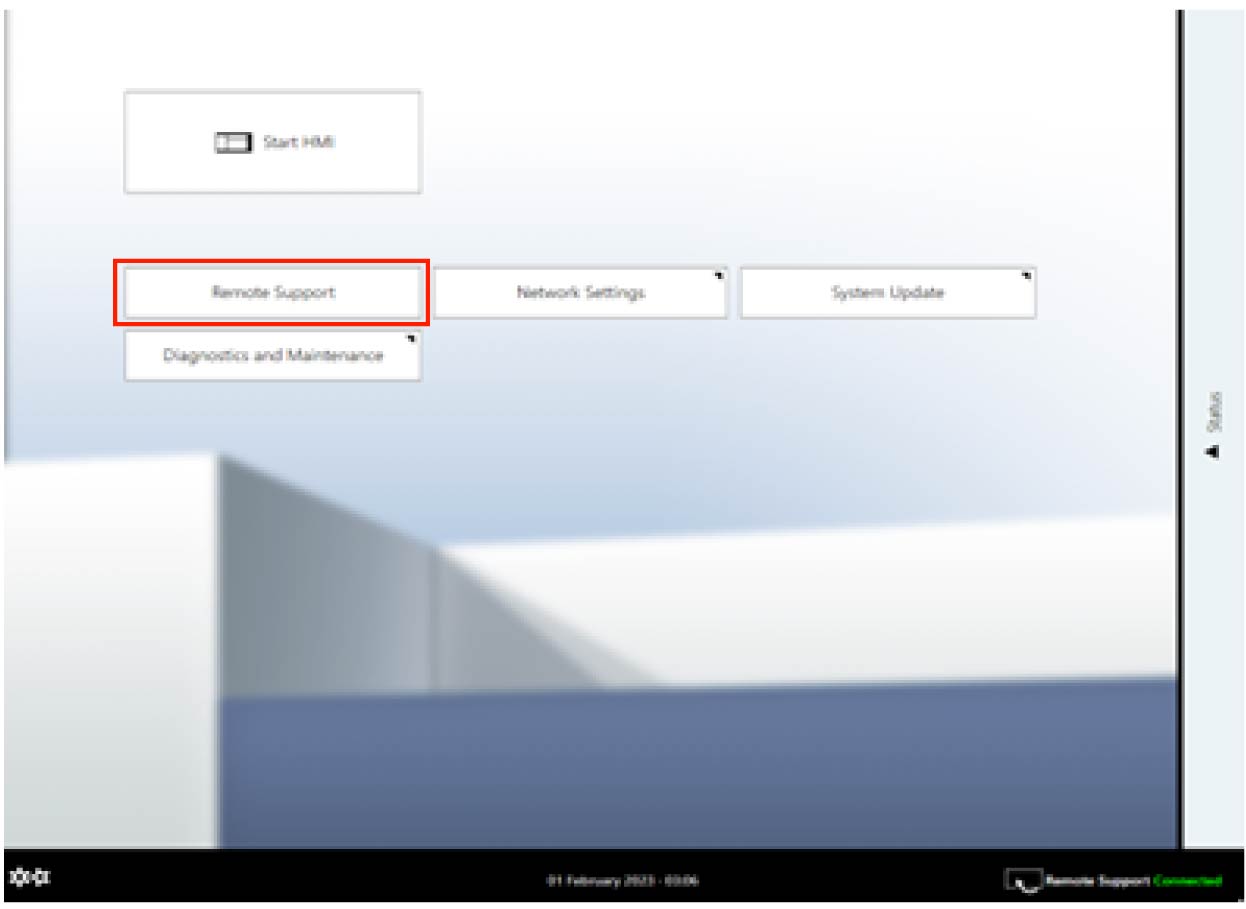 Start HMI
Remote Support
Network Settings
System Update
Diagnostics and Maintenance
Status
01 February 2023 - 03:06
Remote Support Connected